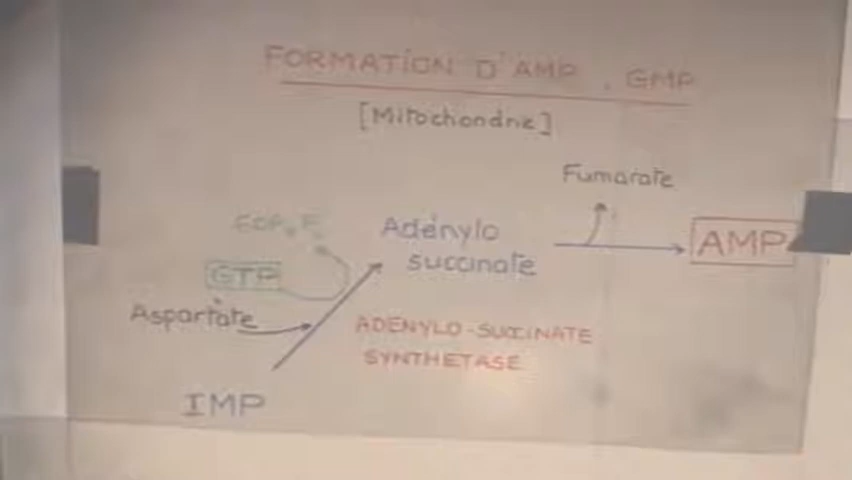 FORMATION D'AMP, GMP
[Mitochondrie]
Fumarate
Adénylo
succinate
AMP
GTP
Aspartate
ADENYLO-SUCCINATE
SYNTHETASE
IMP